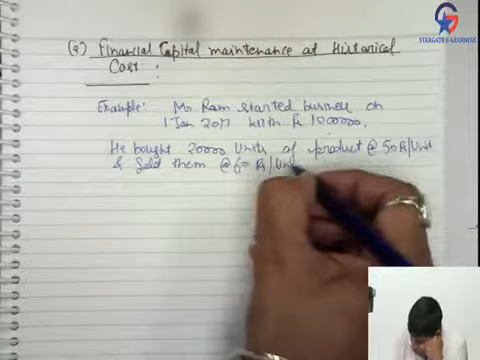 STARGATE E-LEARNING
(a) Financial Capital maintenance at Historical
Cost :
Example: Mr Ram started business on
1 Jan 2017 with Rs 1000000.
He bought 20000 Units of product @ 50 Rs/Unit
& Sold them @ 60 Rs/Unit